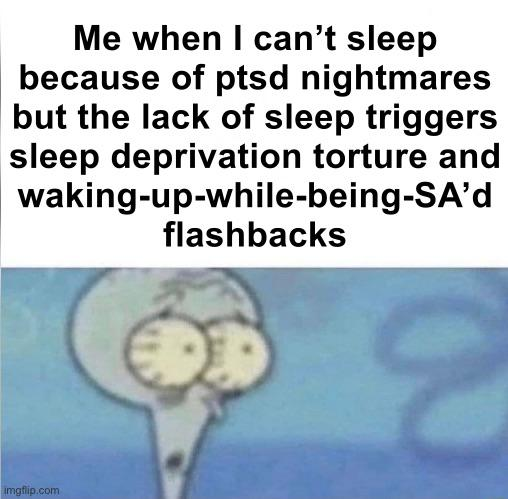 Me when I can’t sleep
because of ptsd nightmares
but the lack of sleep triggers
sleep deprivation torture and
waking-up-while-being-SA’d
flashbacks
imgflip.com